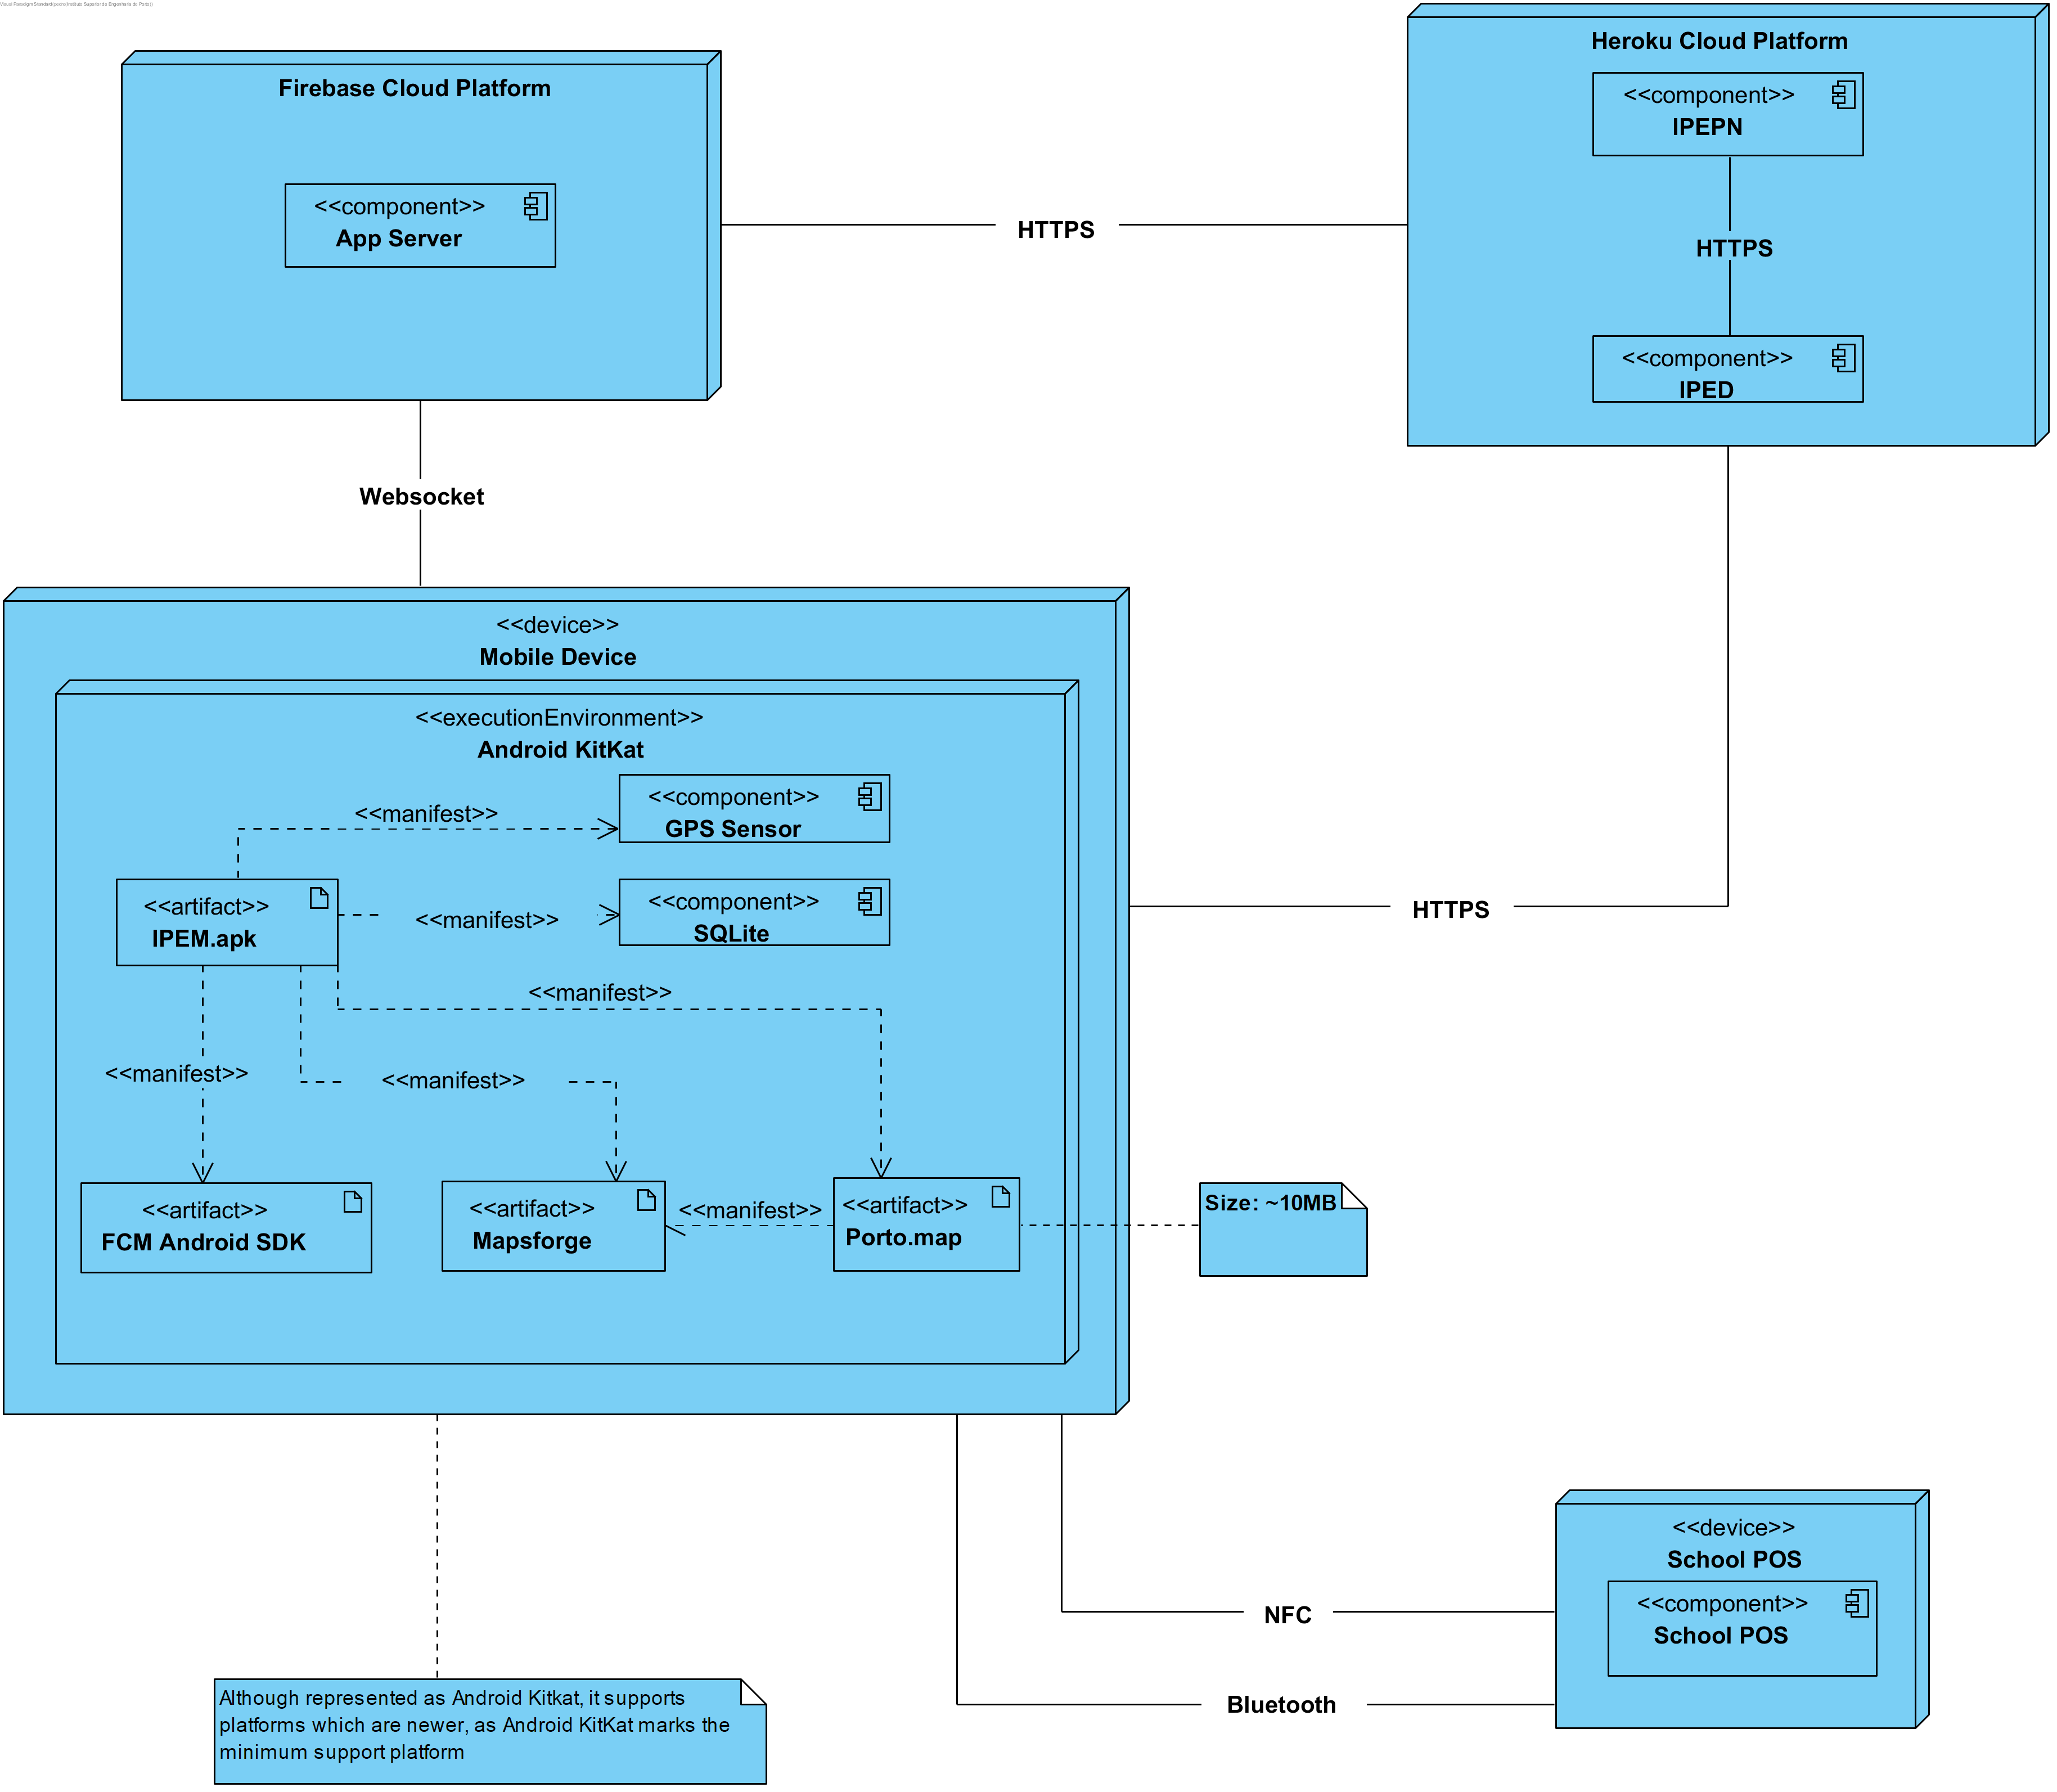 Visual Paradigm Standard(pedro(Instituto Superior de Engenharia do Porto))
Firebase Cloud Platform
<<component>>
App Server
HTTPS
Heroku Cloud Platform
<<component>>
IPEPN
HTTPS
<<component>>
IPED
Websocket
<<device>>
Mobile Device
<<executionEnvironment>>
Android KitKat
<<manifest>>
<<component>>
GPS Sensor
<<artifact>>
IPEM.apk
<<manifest>>
<<component>>
SQLite
HTTPS
<<manifest>>
<<manifest>>
<<manifest>>
<<artifact>>
FCM Android SDK
<<artifact>>
Mapsforge
<<manifest>>
<<artifact>>
Porto.map
Size: ~10MB
<<device>>
School POS
<<component>>
School POS
NFC
Bluetooth
Although represented as Android Kitkat, it supports
platforms which are newer, as Android KitKat marks the
minimum support platform